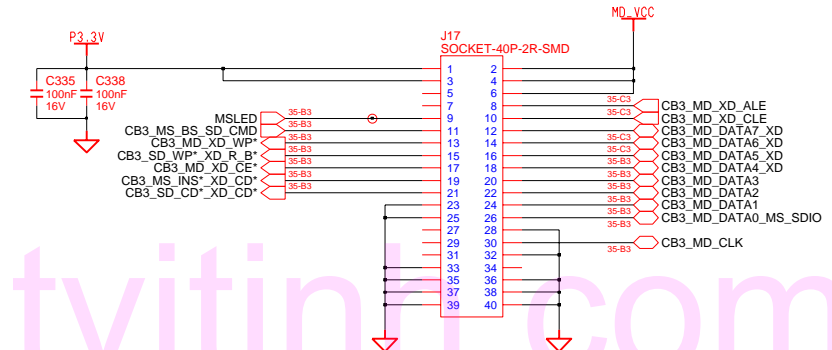 MD_VCC
P3.3V
J17
SOCKET-40P-2R-SMD
C335
100nF
16V
C338
100nF
16V
1 2
3 4
5 6
7 8 35-C3 CB3_MD_XD_ALE
MSLED 35-B3 9 10 35-C3 CB3_MD_XD_CLE
CB3_MS_BS_SD_CMD 35-B3 11 12 35-C3 CB3_MD_DATA7_XD
CB3_MD_XD_WP* 35-B3 13 14 35-C3 CB3_MD_DATA6_XD
CB3_SD_WP*_XD_R_B* 35-B3 15 16 35-C3 CB3_MD_DATA5_XD
CB3_MD_XD_CE* 35-B3 17 18 35-B3 CB3_MD_DATA4_XD
CB3_MS_INS*_XD_CD* 35-B3 19 20 35-B3 CB3_MD_DATA3
CB3_SD_CD*_XD_CD* 35-B3 21 22 35-B3 CB3_MD_DATA2
23 24 35-B3 CB3_MD_DATA1
25 26 35-B3 CB3_MD_DATA0_MS_SDIO
27 28
29 30 35-B3 CB3_MD_CLK
31 32
33 34
35 36
37 38
39 40
tvitinh.com